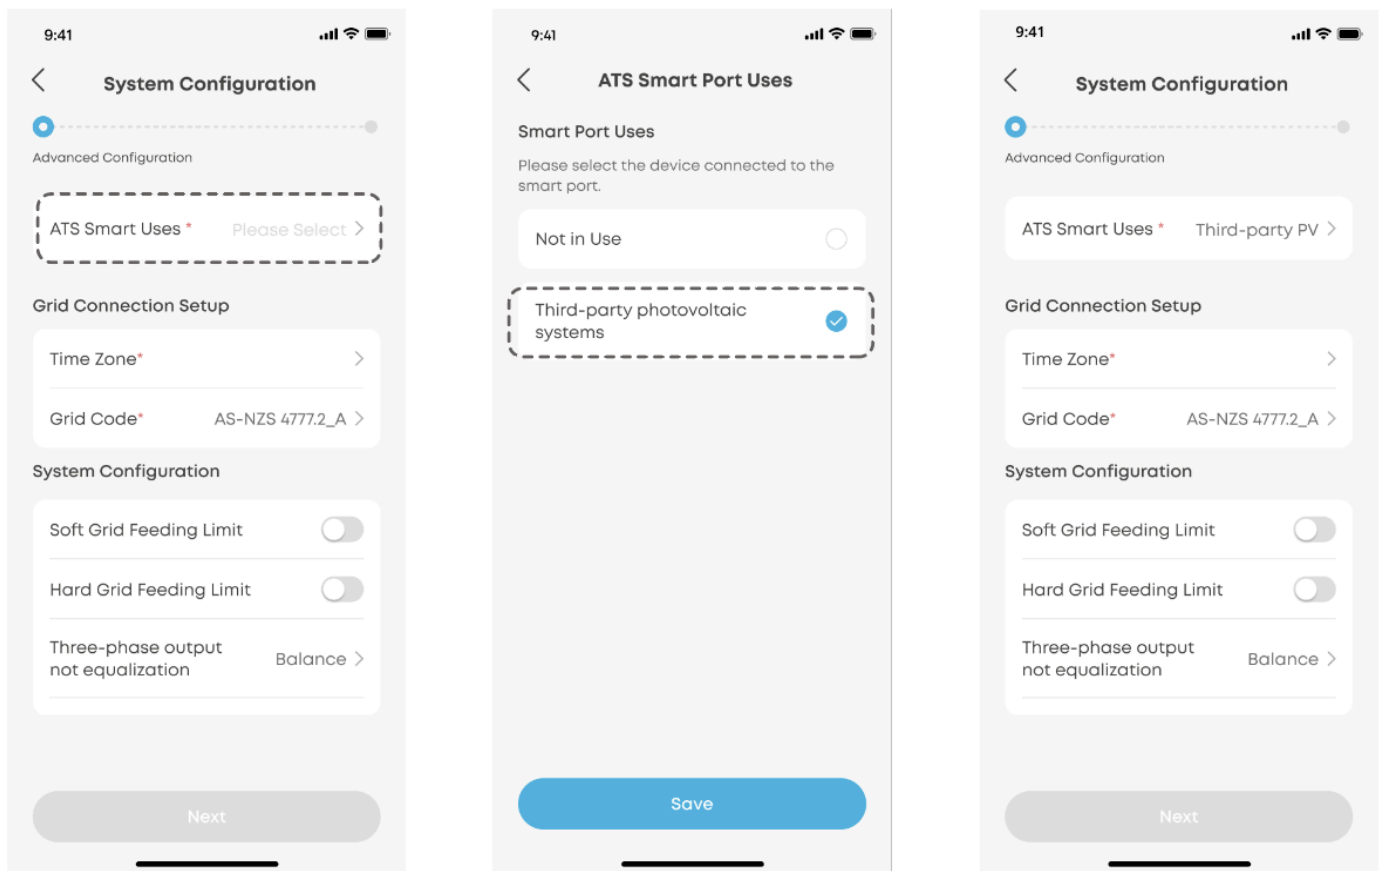 9:41
System Configuration
Advanced Configuration
ATS Smart Uses * Please Select
Grid Connection Setup
Time Zone*
Grid Code* AS-NZS 4777.2_A
System Configuration
Soft Grid Feeding Limit
Hard Grid Feeding Limit
Three-phase output
not equalization
Balance
Next
9:41
ATS Smart Port Uses
Smart Port Uses
Please select the device connected to the
smart port.
Not in Use
Third-party photovoltaic
systems
Save
9:41
System Configuration
Advanced Configuration
ATS Smart Uses * Third-party PV
Grid Connection Setup
Time Zone*
Grid Code* AS-NZS 4777.2_A
System Configuration
Soft Grid Feeding Limit
Hard Grid Feeding Limit
Three-phase output
not equalization
Balance
Next